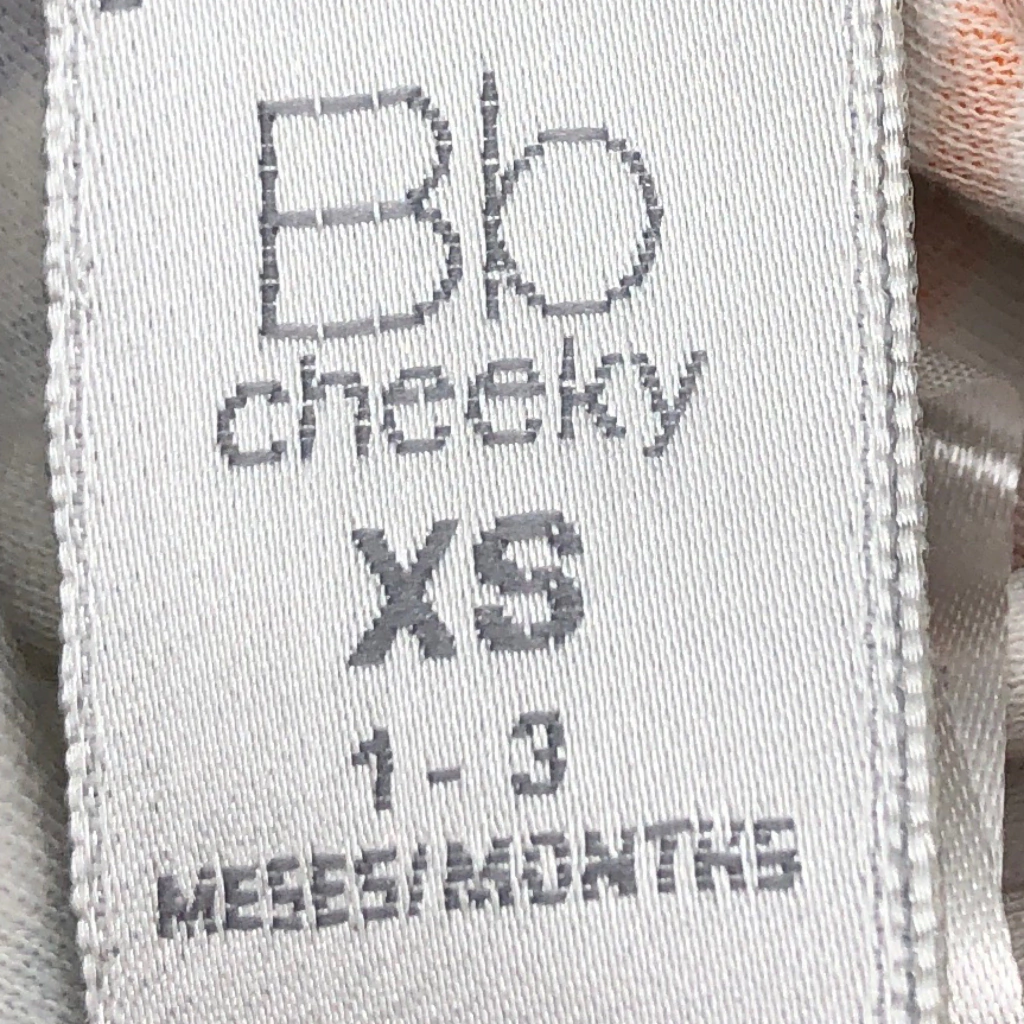 Bb
cheeky
XS
1 - 3
MESES/MONTHS